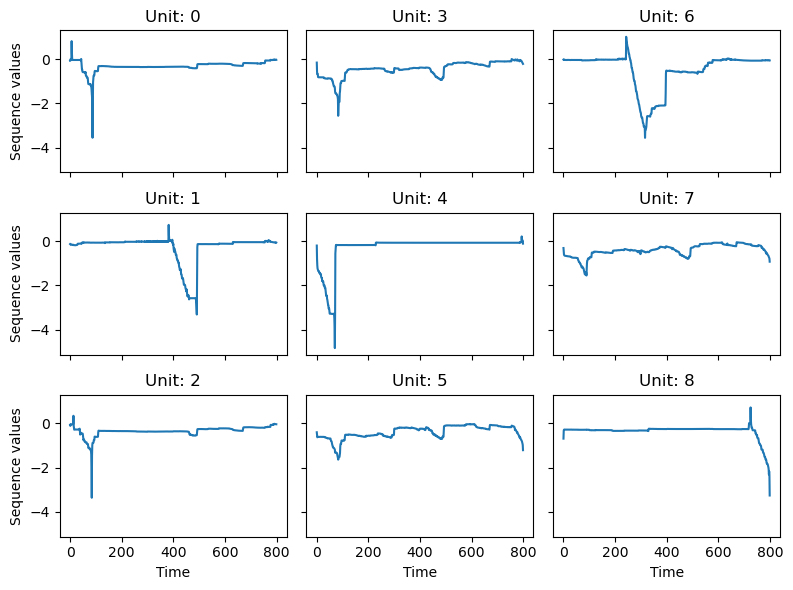 Unit: 0
Unit: 3
Unit: 6
Sequence values
0
−2
−4
Unit: 1
Unit: 4
Unit: 7
Sequence values
0
−2
−4
Unit: 2
Unit: 5
Unit: 8
Sequence values
0
−2
−4
0 200 400 600 800
0 200 400 600 800
0 200 400 600 800
Time
Time
Time